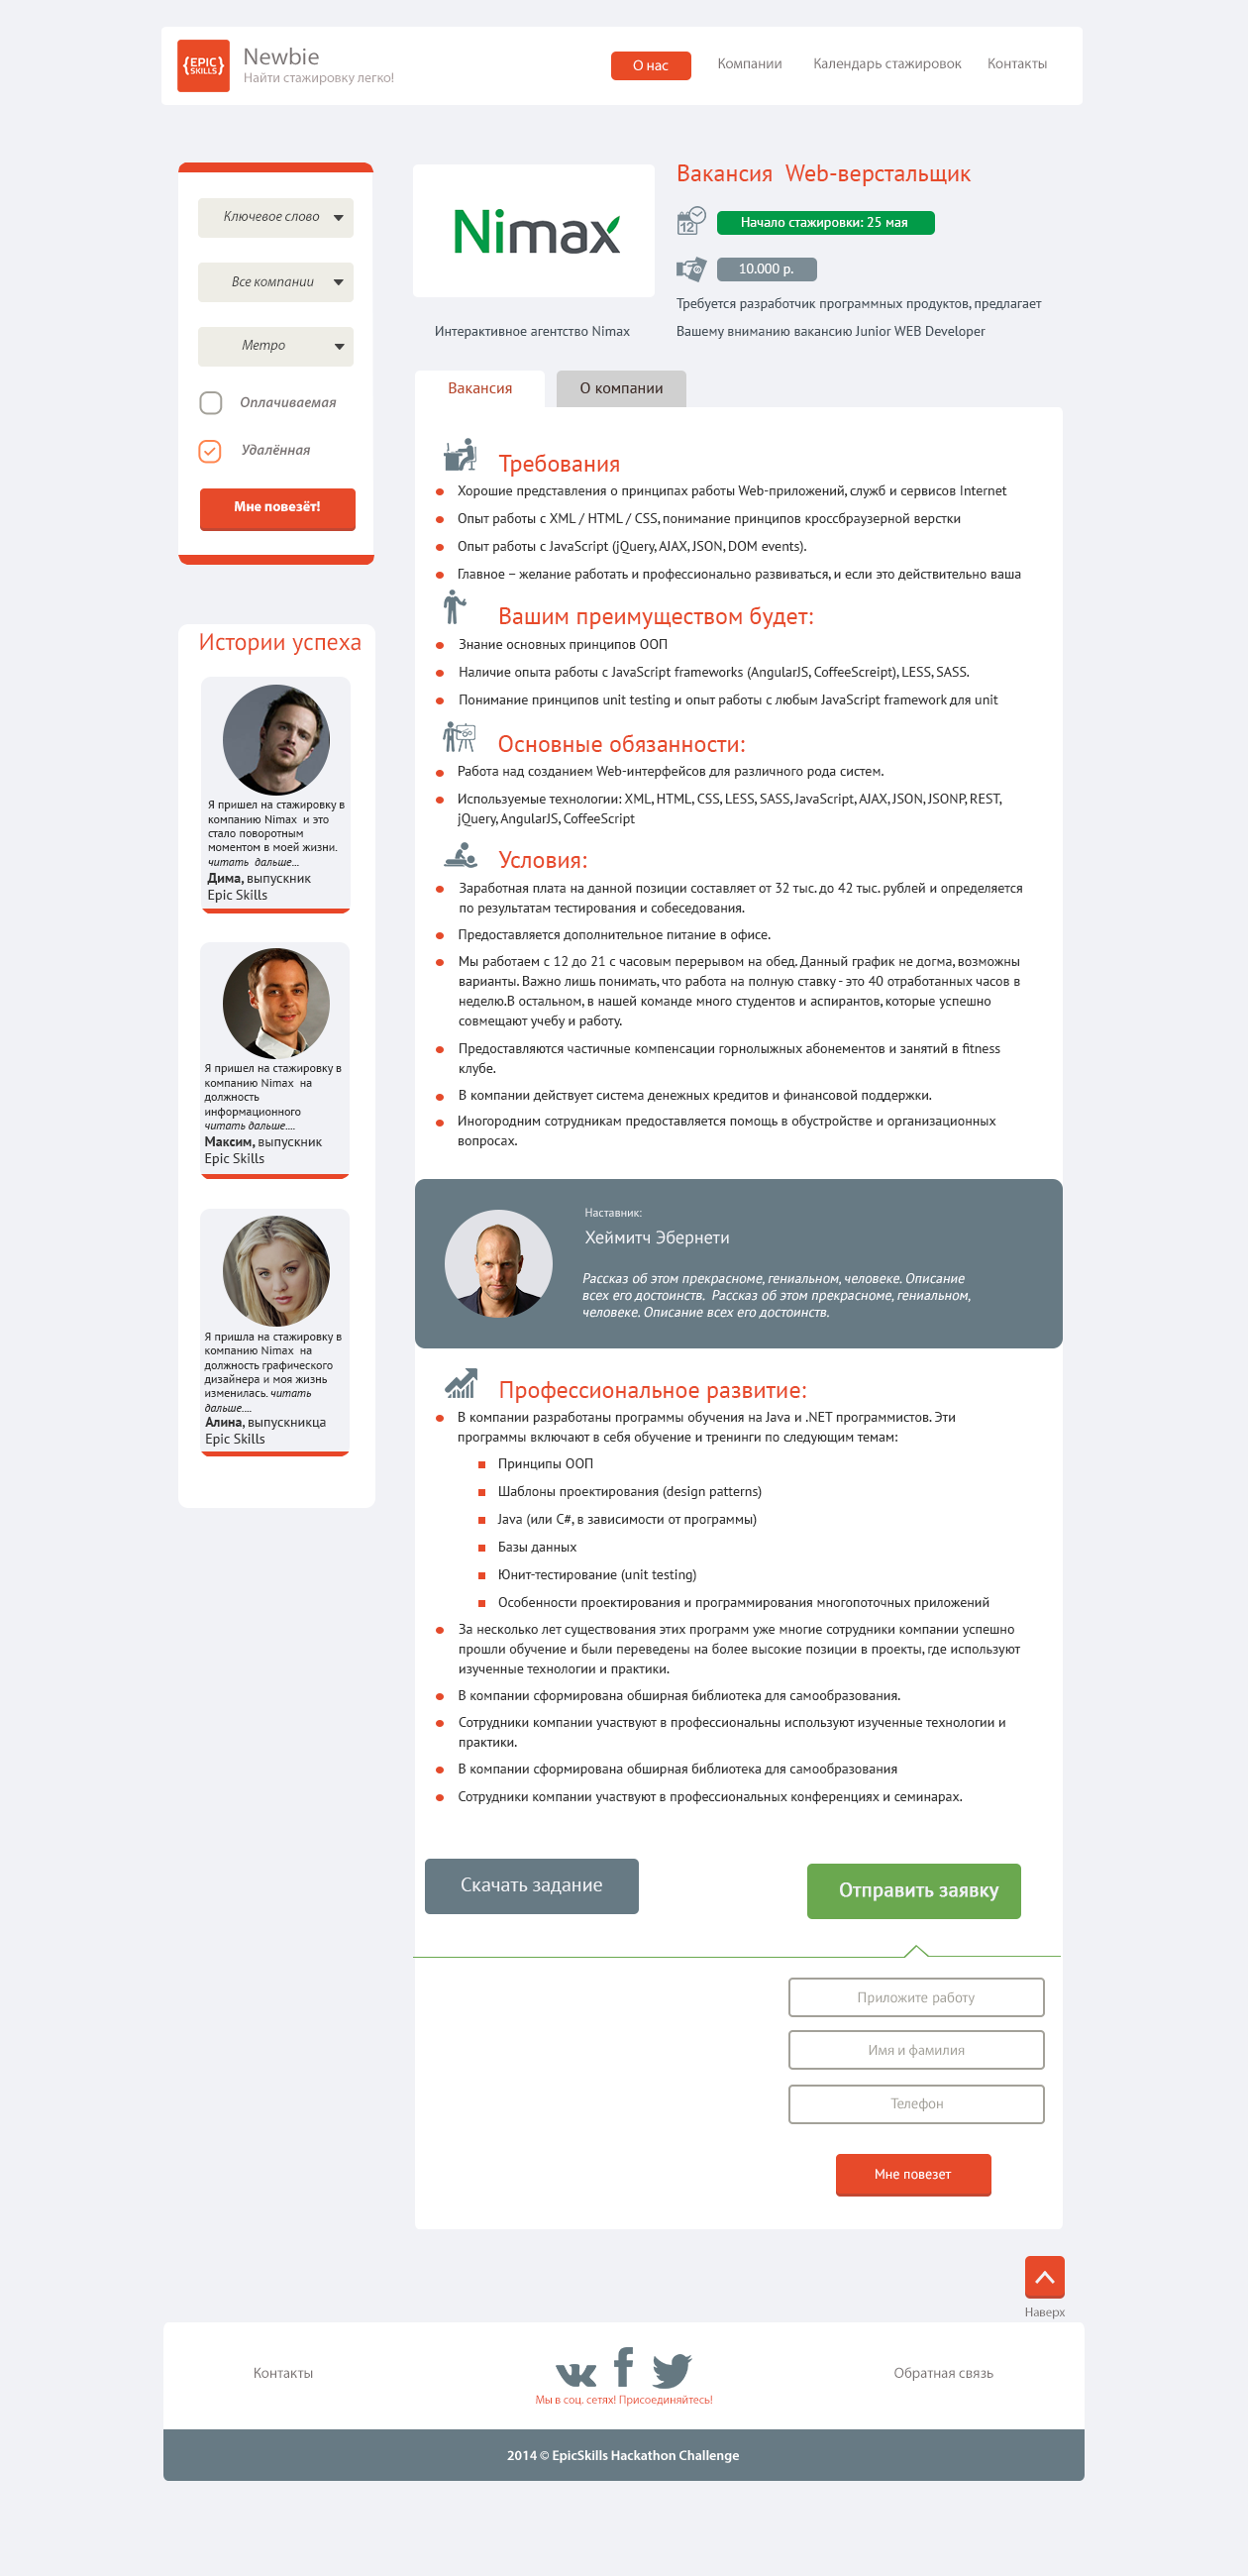 {EPIC
SKILLS}
Newbie
Найти стажировку легко!
О нас
Компании
Календарь стажировок
Контакты
Ключевое слово
Все компании
Метро
Оплачиваемая
Удалённая
Мне повезёт!
Истории успеха
Я пришел на стажировку в
компанию Nimax и это
стало поворотным
моментом в моей жизни.
читать дальше...
Дима, выпускник
Epic Skills
Я пришел на стажировку в
компанию Nimax на
должность
информационного
читать дальше....
Максим, выпускник
Epic Skills
Я пришла на стажировку в
компанию Nimax на
должность графического
дизайнера и моя жизнь
изменилась. читать
дальше....
Алина, выпускникца
Epic Skills
Nimax
Интерактивное агентство Nimax
Вакансия Web-верстальщик
12
Начало стажировки: 25 мая
10.000 р.
Требуется разработчик программных продуктов, предлагает
Вашему вниманию вакансию Junior WEB Developer
Вакансия
О компании
Требования
Хорошие представления о принципах работы Web-приложений, служб и сервисов Internet
Опыт работы с XML / HTML / CSS, понимание принципов кроссбраузерной верстки
Опыт работы с JavaScript (jQuery, AJAX, JSON, DOM events).
Главное – желание работать и профессионально развиваться, и если это действительно ваша
Вашим преимуществом будет:
Знание основных принципов ООП
Наличие опыта работы с JavaScript frameworks (AngularJS, CoffeeScreipt), LESS, SASS.
Понимание принципов unit testing и опыт работы с любым JavaScript framework для unit
Основные обязанности:
Работа над созданием Web-интерфейсов для различного рода систем.
Используемые технологии: XML, HTML, CSS, LESS, SASS, JavaScript, AJAX, JSON, JSONP, REST,
jQuery, AngularJS, CoffeeScript
Условия:
Заработная плата на данной позиции составляет от 32 тыс. до 42 тыс. рублей и определяется
по результатам тестирования и собеседования.
Предоставляется дополнительное питание в офисе.
Мы работаем с 12 до 21 с часовым перерывом на обед. Данный график не догма, возможны
варианты. Важно лишь понимать, что работа на полную ставку - это 40 отработанных часов в
неделю.В остальном, в нашей команде много студентов и аспирантов, которые успешно
совмещают учебу и работу.
Предоставляются частичные компенсации горнолыжных абонементов и занятий в fitness
клубе.
В компании действует система денежных кредитов и финансовой поддержки.
Иногородним сотрудникам предоставляется помощь в обустройстве и организационных
вопросах.
Наставник:
Хеймитч Эбернети
Рассказ об этом прекрасноме, гениальном, человеке. Описание
всех его достоинств. Рассказ об этом прекрасноме, гениальном,
человеке. Описание всех его достоинств.
Профессиональное развитие:
В компании разработаны программы обучения на Java и .NET программистов. Эти
программы включают в себя обучение и тренинги по следующим темам:
Принципы ООП
Шаблоны проектирования (design patterns)
Java (или C#, в зависимости от программы)
Базы данных
Юнит-тестирование (unit testing)
Особенности проектирования и программирования многопоточных приложений
За несколько лет существования этих программ уже многие сотрудники компании успешно
прошли обучение и были переведены на более высокие позиции в проекты, где используют
изученные технологии и практики.
В компании сформирована обширная библиотека для самообразования.
Сотрудники компании участвуют в профессиональны используют изученные технологии и
практики.
В компании сформирована обширная библиотека для самообразования
Сотрудники компании участвуют в профессиональных конференциях и семинарах.
Скачать задание
Отправить заявку
Приложите работу
Имя и фамилия
Телефон
Мне повезет
Наверх
Контакты
Мы в соц. сетях! Присоединяйтесь!
Обратная связь
2014 © EpicSkills Hackathon Challenge